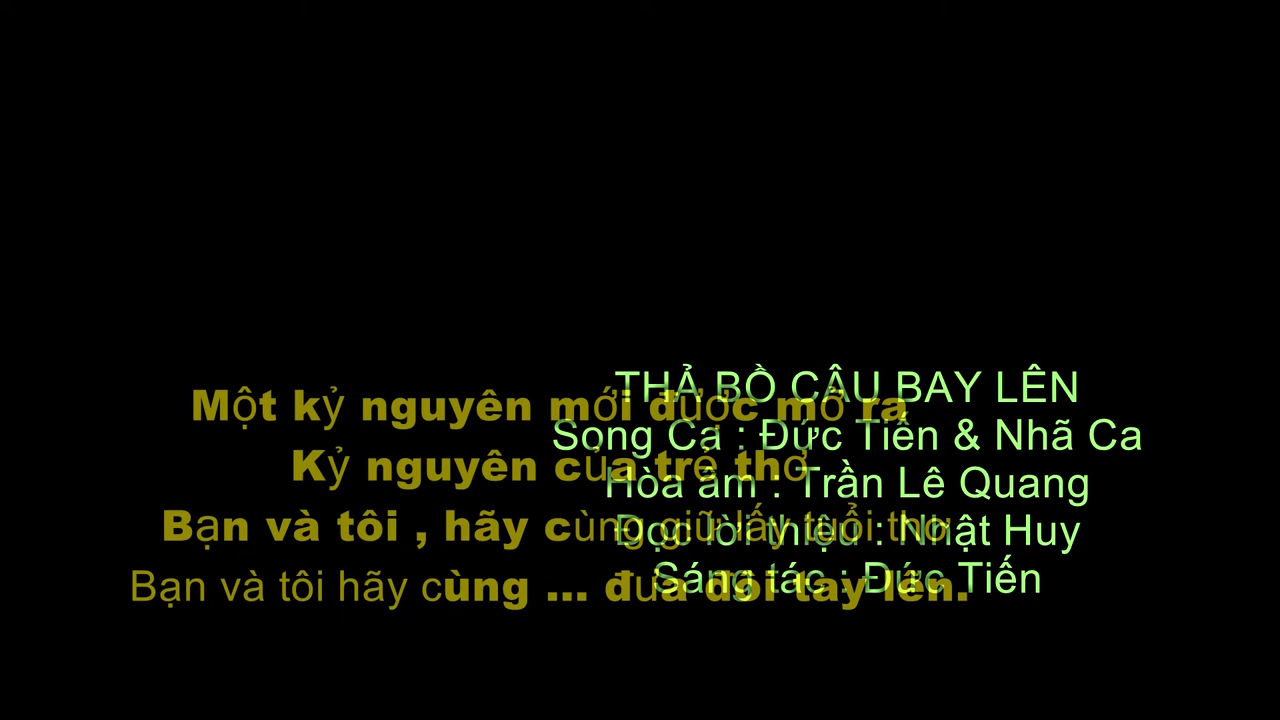 THẢ BỒ CÂU BAY LÊN
Song Ca : Đức Tiến & Nhã Ca
Hòa âm : Trần Lê Quang
Đọc lời thiệu : Nhật Huy
Sáng tác : Đức Tiến
Một kỷ nguyên mới được mở ra
Kỷ nguyên của trẻ thơ
Bạn và tôi , hãy cùng giữ lấy tuổi thơ
Bạn và tôi hãy cùng ... đưa đôi tay lên.